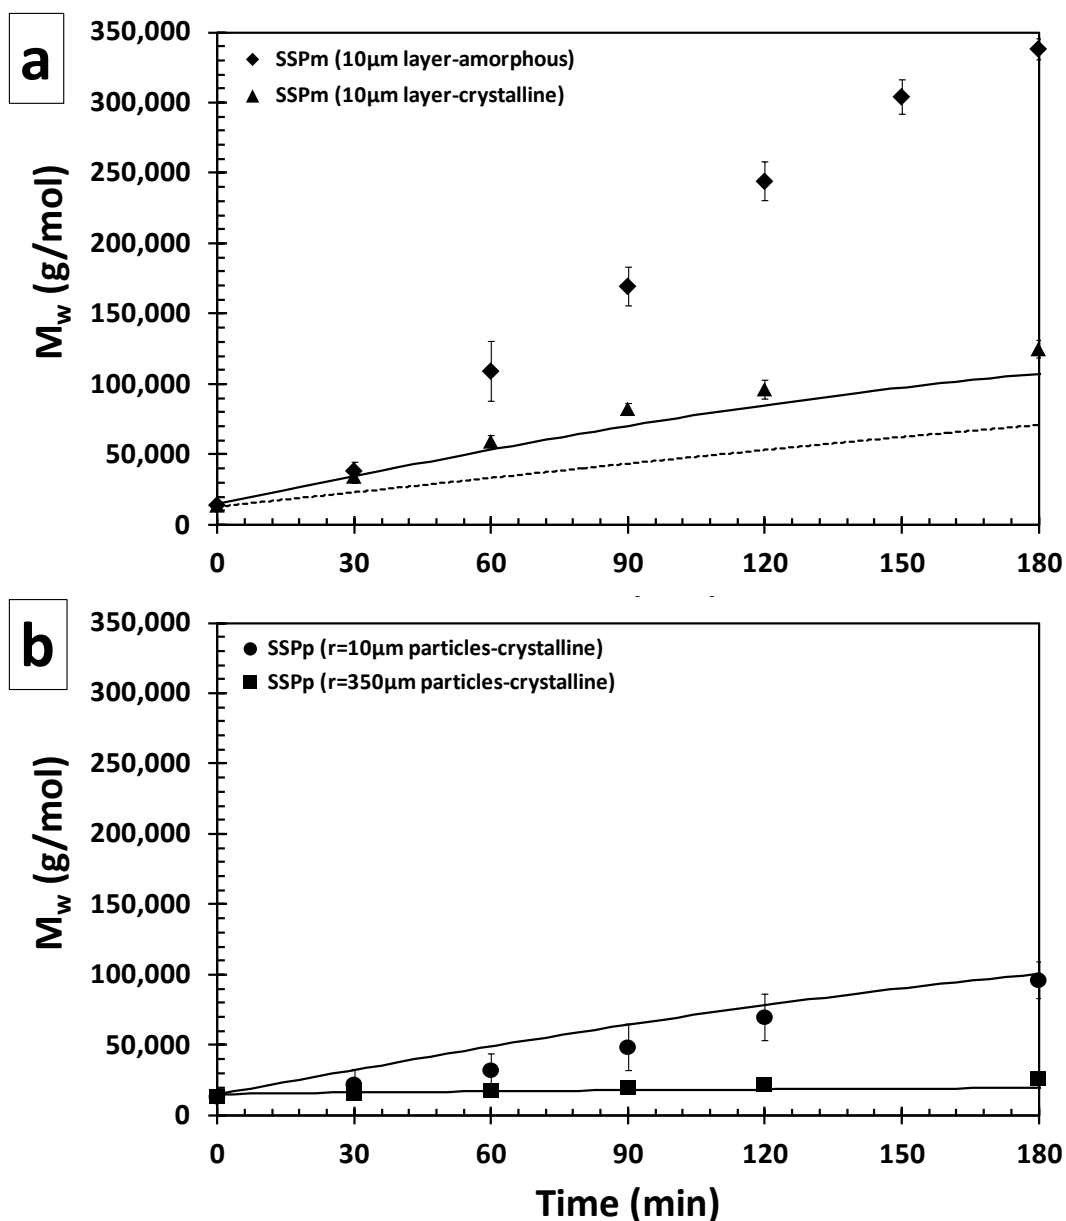 a
350,000
300,000
250,000
200,000
150,000
100,000
50,000
0
Mw (g/mol)
SSPm (10µm layer-amorphous)
SSPm (10µm layer-crystalline)
0 30 60 90 120 150 180
b
350,000
300,000
250,000
200,000
150,000
100,000
50,000
0
Mw (g/mol)
SSPp (r=10µm particles-crystalline)
SSPp (r=350µm particles-crystalline)
0 30 60 90 120 150 180
Time (min)